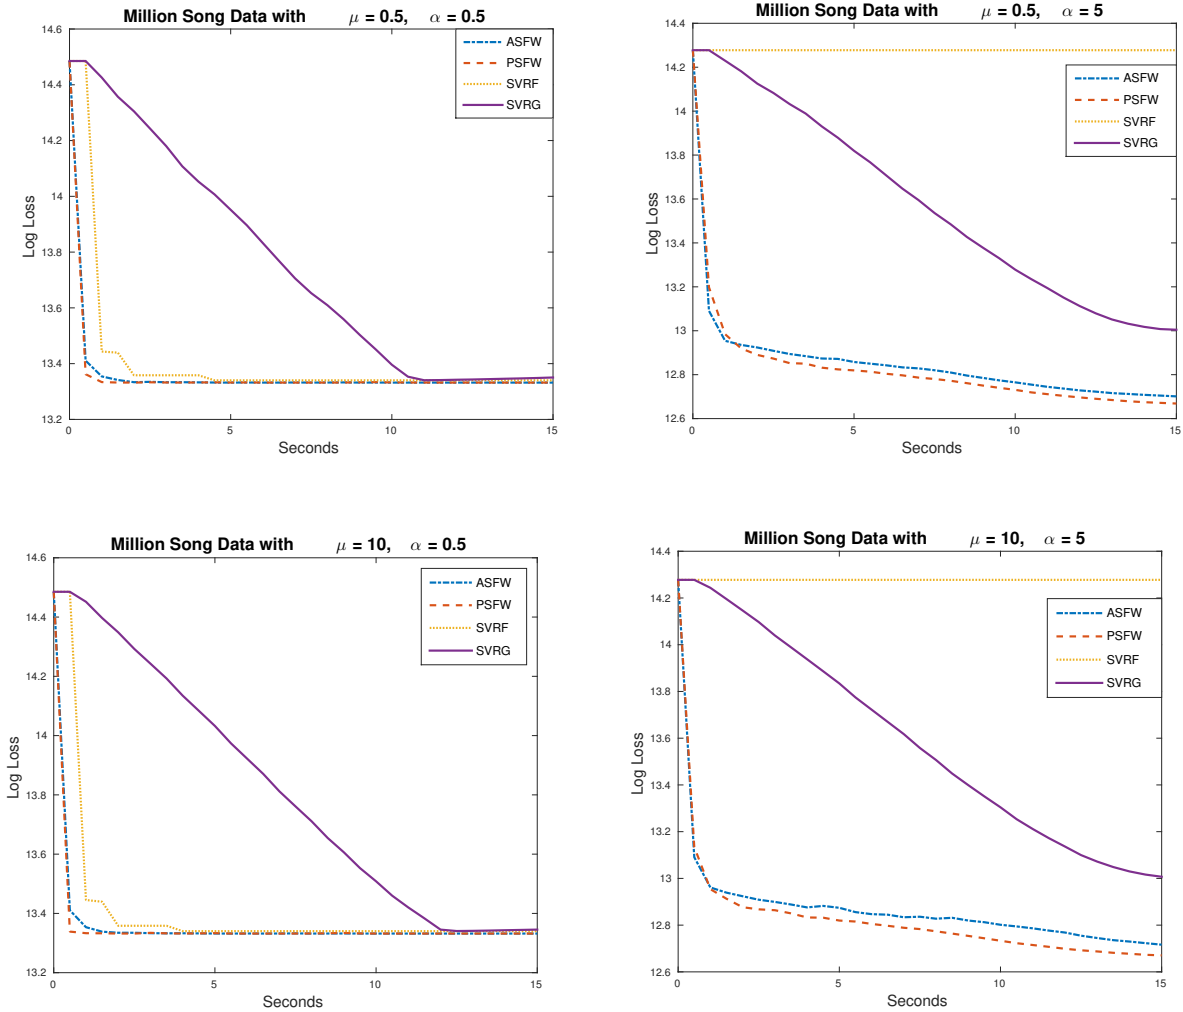 Million Song Data with μ = 0.5, α = 0.5
14.6
14.4
14.2
14
13.8
13.6
13.4
13.2
Log Loss
ASFW
PSFW
SVRF
SVRG
0 5 10 15
Seconds
Million Song Data with μ = 0.5, α = 5
14.4
14.2
14
13.8
13.6
13.4
13.2
13
12.8
12.6
Log Loss
ASFW
PSFW
SVRF
SVRG
0 5 10 15
Seconds
Million Song Data with μ = 10, α = 0.5
14.6
14.4
14.2
14
13.8
13.6
13.4
13.2
Log Loss
ASFW
PSFW
SVRF
SVRG
0 5 10 15
Seconds
Million Song Data with μ = 10, α = 5
14.4
14.2
14
13.8
13.6
13.4
13.2
13
12.8
12.6
Log Loss
ASFW
PSFW
SVRF
SVRG
0 5 10 15
Seconds